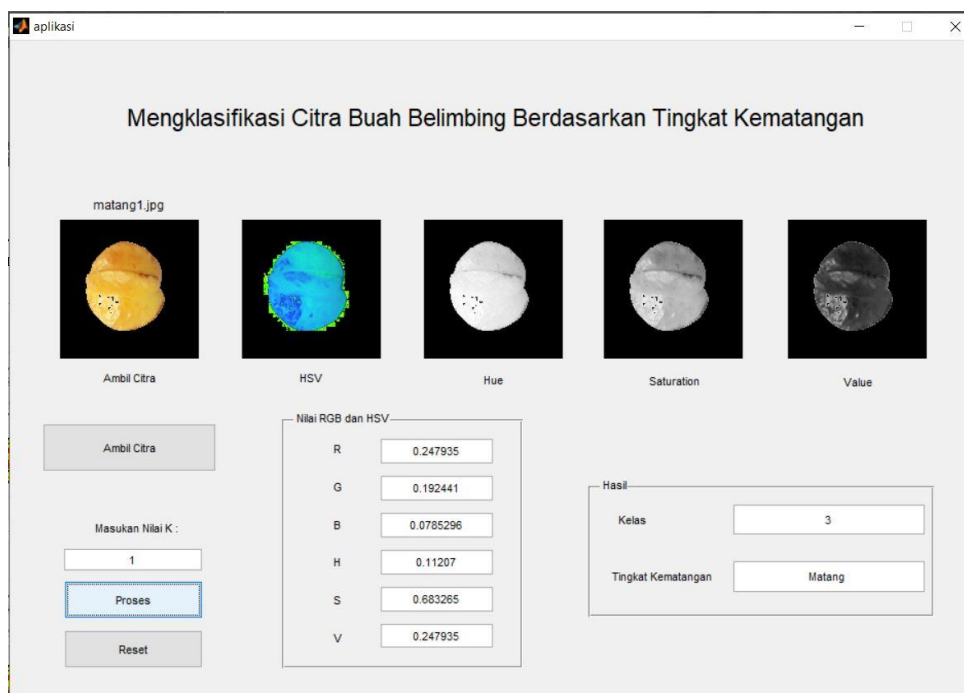 aplikasi
Mengklasifikasi Citra Buah Belimbing Berdasarkan Tingkat Kematangan
matang1.jpg
Ambil Citra
HSV
Hue
Saturation
Value
Ambil Citra
Masukan Nilai K :
1
Proses
Reset
Nilai RGB dan HSV
R 0.247935
G 0.192441
B 0.0785296
H 0.11207
S 0.683265
V 0.247935
Hasil
Kelas 3
Tingkat Kematangan Matang